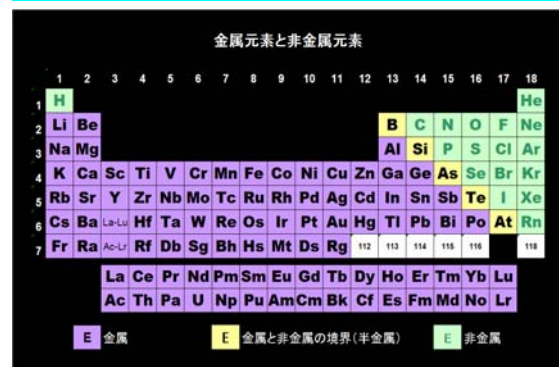 金属元素と非金属元素
1 2 3 4 5 6 7 8 9 10 11 12 13 14 15 16 17 18
1 H He
2 Li Be B C N O F Ne
3 Na Mg Al Si P S Cl Ar
4 K Ca Sc Ti V Cr Mn Fe Co Ni Cu Zn Ga Ge As Se Br Kr
5 Rb Sr Y Zr Nb Mo Tc Ru Rh Pd Ag Cd In Sn Sb Te I Xe
6 Cs Ba La-Lu Hf Ta W Re Os Ir Pt Au Hg Tl Pb Bi Po At Rn
7 Fr Ra Ac-Lr Rf Db Sg Bh Hs Mt Ds Rg 112 113 114 115 116 118
La Ce Pr Nd Pm Sm Eu Gd Tb Dy Ho Er Tm Yb Lu
Ac Th Pa U Np Pu Am Cm Bk Cf Es Fm Md No Lr
E 金属 E 金属と非金属の境界(半金属) E 非金属